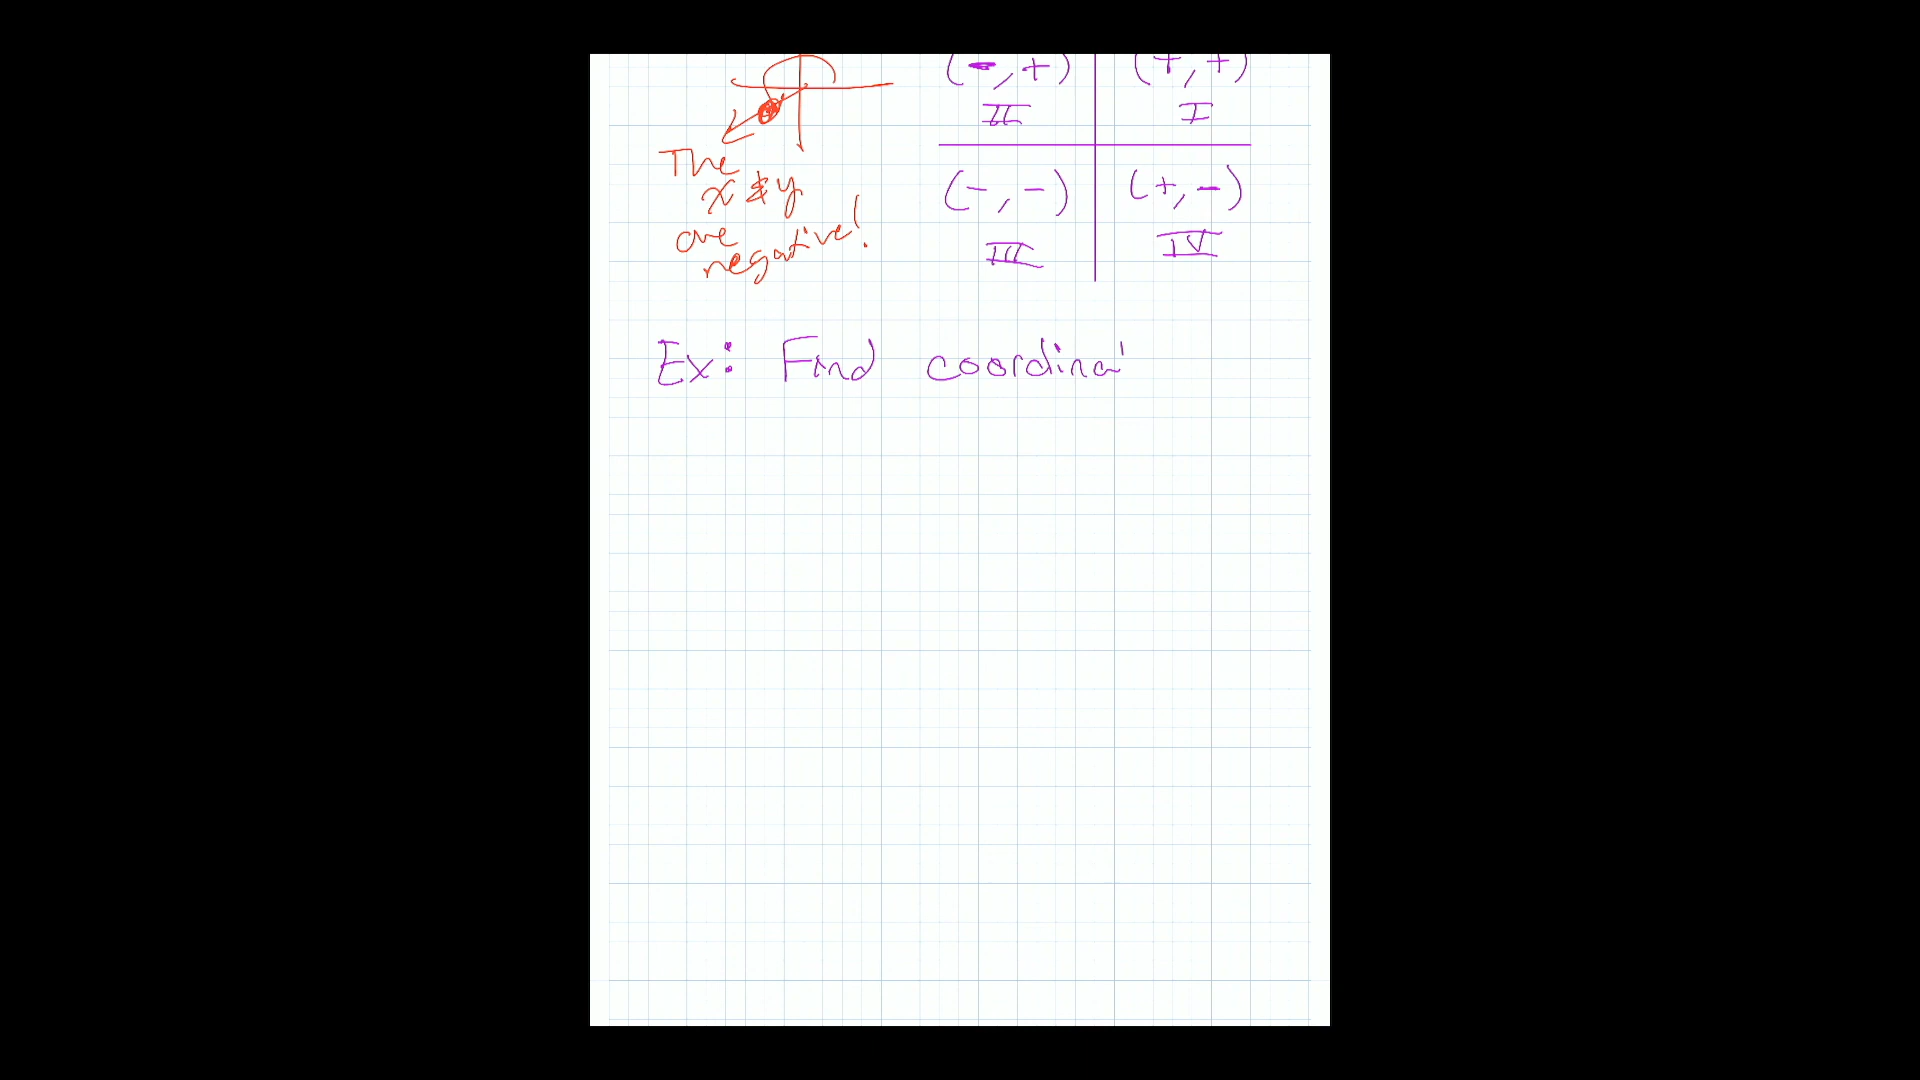 (-, +) (+, +)
II I
(-, -) (+, -)
III IV
The
x & y
are
negative!
Ex: Find coordina